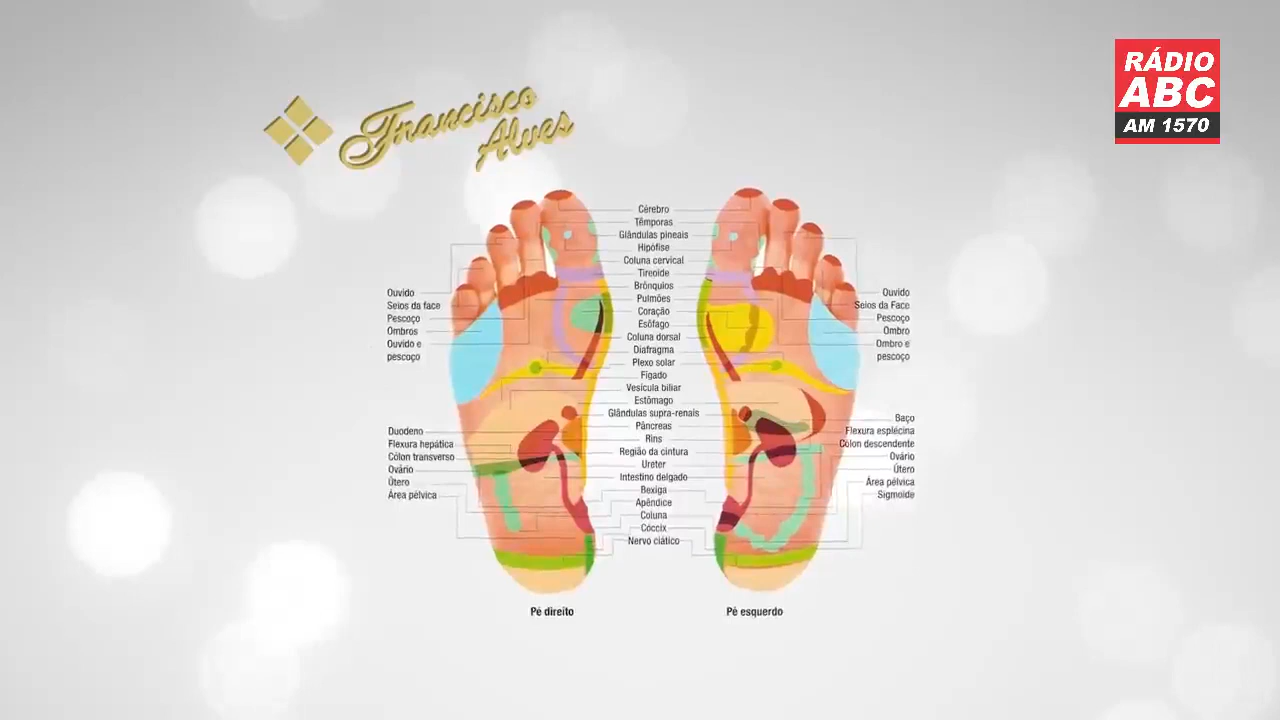 Francisco
Alves
RÁDIO
ABC
AM 1570
Cérebro
Têmporas
Glândulas pineais
Hipófise
Coluna cervical
Tireoide
Brônquios
Pulmões
Coração
Esôfago
Coluna dorsal
Diafragma
Plexo solar
Fígado
Vesícula biliar
Estômago
Glândulas supra-renais
Pâncreas
Rins
Região da cintura
Ureter
Intestino delgado
Bexiga
Apêndice
Coluna
Cóccix
Nervo ciático
Ouvido
Seios da face
Pescoço
Ombros
Ouvido e
pescoço
Duodeno
Flexura hepática
Cólon transverso
Ovário
Útero
Área pélvica
Ouvido
Seios da Face
Pescoço
Ombro
Ombro e
pescoço
Baço
Flexura esplécina
Cólon descendente
Ovário
Útero
Área pélvica
Sigmoide
Pé direito
Pé esquerdo